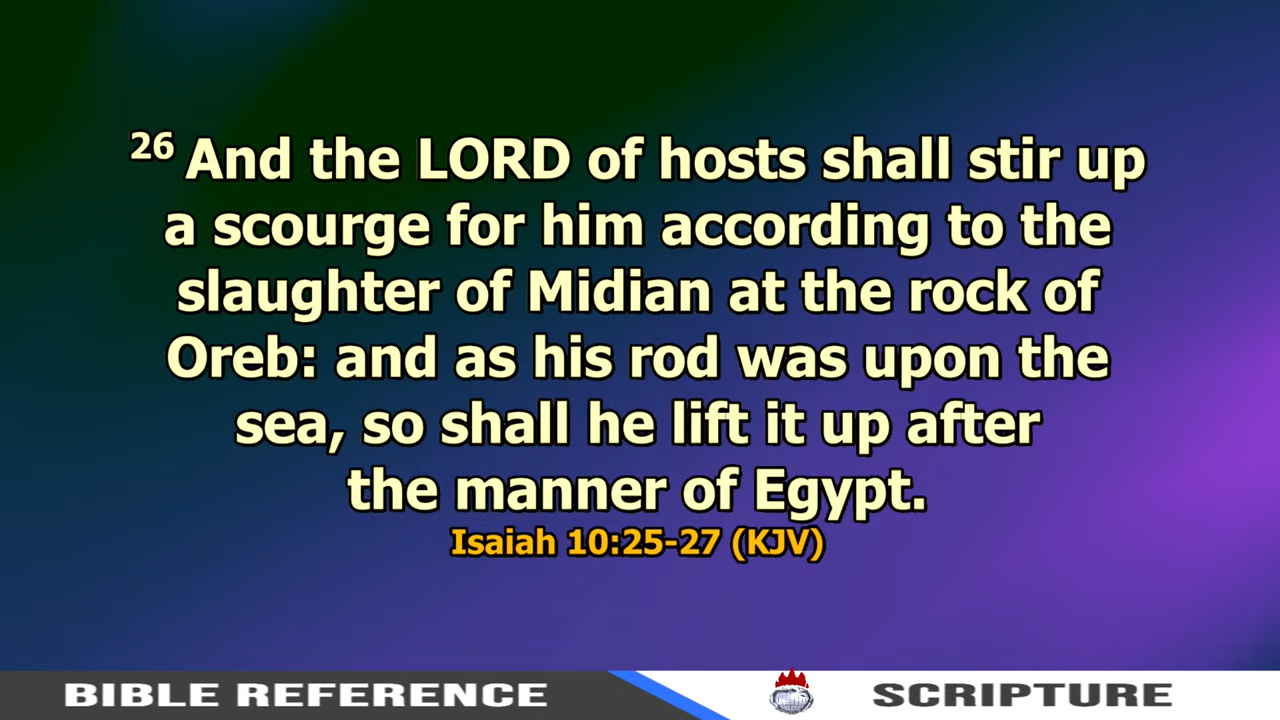 26 And the LORD of hosts shall stir up
a scourge for him according to the
slaughter of Midian at the rock of
Oreb: and as his rod was upon the
sea, so shall he lift it up after
the manner of Egypt.
Isaiah 10:25-27 (KJV)
BIBLE REFERENCE
SCRIPTURE